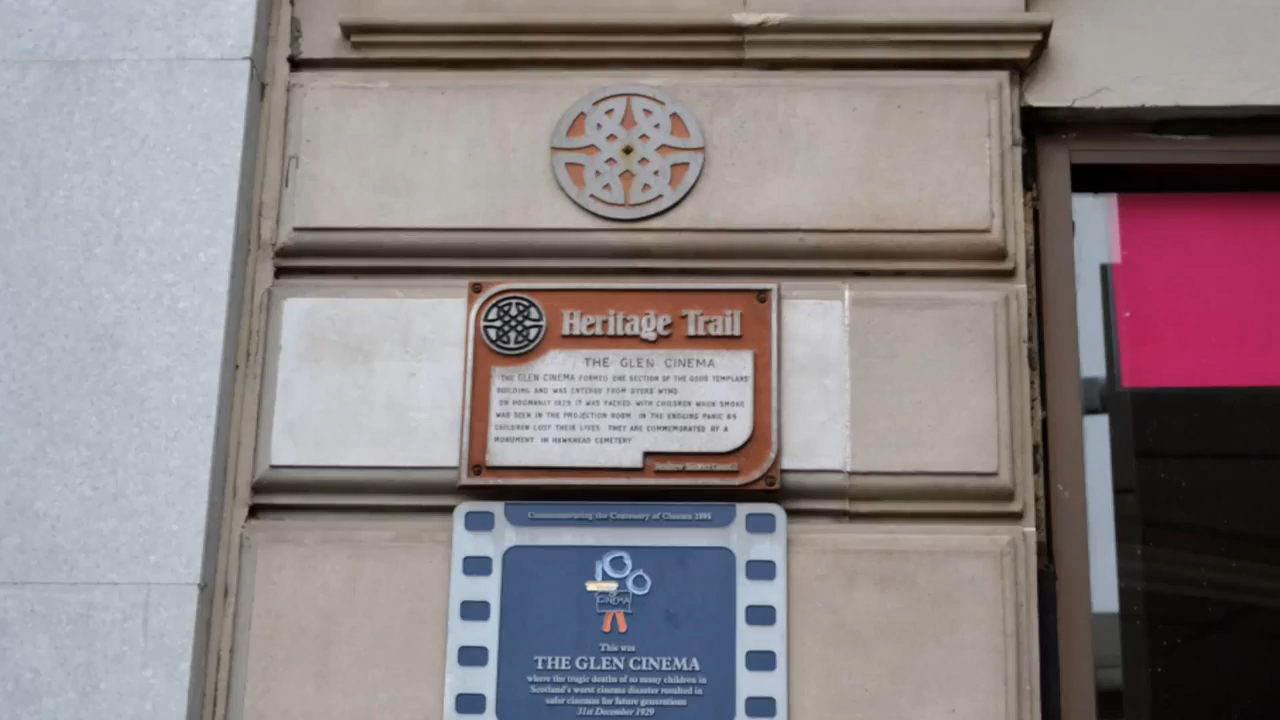 Heritage Trail
THE GLEN CINEMA
THE GLEN CINEMA FORMED ONE SECTION OF THE GOOD TEMPLARS'
BUILDING AND WAS ENTERED FROM DYERS' WYND
ON HOGMANAY 1929 IT WAS PACKED WITH CHILDREN WHEN SMOKE
WAS SEEN IN THE PROJECTION ROOM IN THE ENSUING PANIC 69
CHILDREN LOST THEIR LIVES THEY ARE COMMEMORATED BY A
MONUMENT IN HAWKHEAD CEMETERY
Commemorating the Centenary of Cinema 1996
100
CINEMA
This was
THE GLEN CINEMA
where the tragic deaths of so many children in
Scotland's worst cinema disaster resulted in
safer cinemas for future generations
31st December 1929